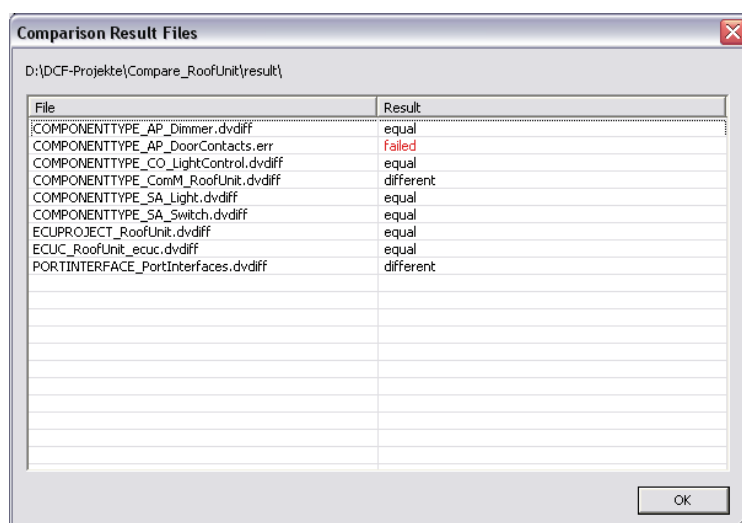 Comparison Result Files
D:\DCF-Projekte\Compare_RoofUnit\result\
File Result
COMPONENTTYPE_AP_Dimmer.dvdiff equal
COMPONENTTYPE_AP_DoorContacts.err failed
COMPONENTTYPE_CO_LightControl.dvdiff equal
COMPONENTTYPE_ComM_RoofUnit.dvdiff different
COMPONENTTYPE_SA_Light.dvdiff equal
COMPONENTTYPE_SA_Switch.dvdiff equal
ECUPROJECT_RoofUnit.dvdiff equal
ECUC_RoofUnit_ecuc.dvdiff equal
PORTINTERFACE_PortInterfaces.dvdiff different
OK